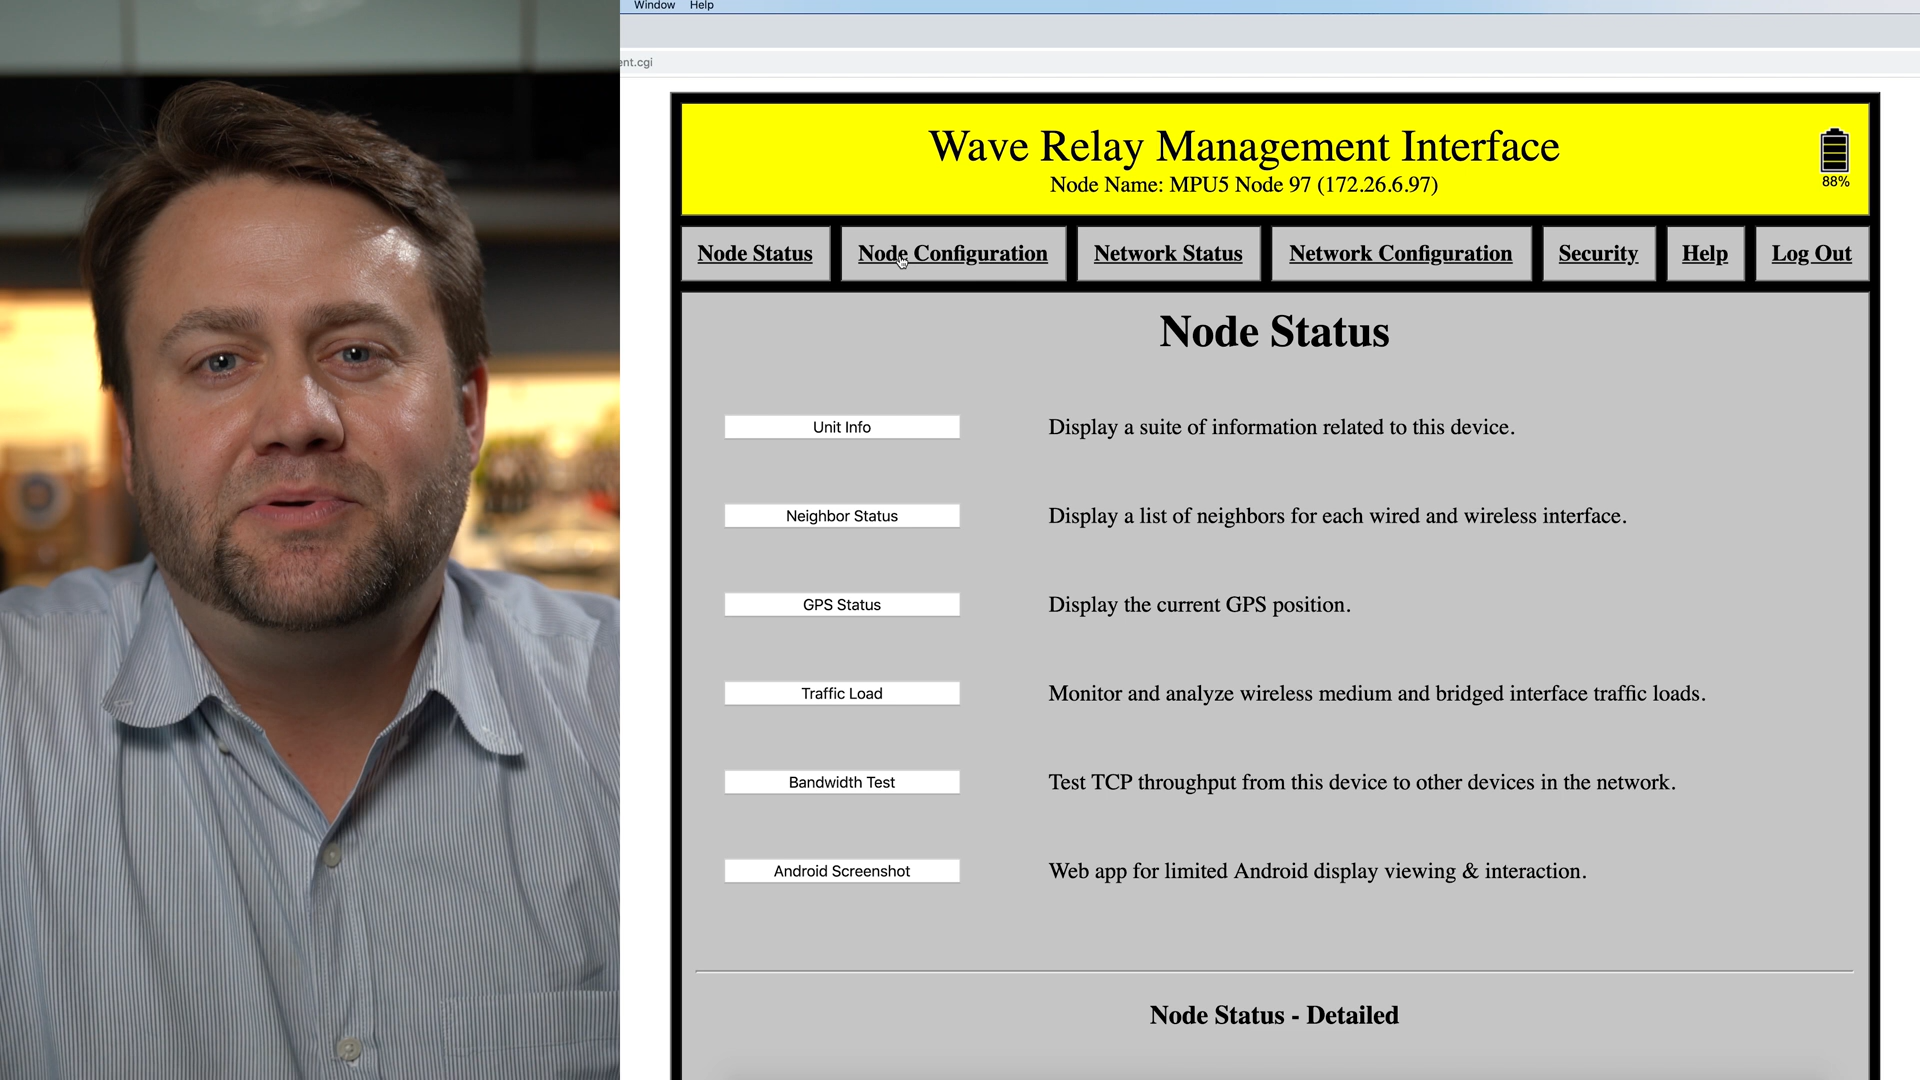 Window Help
ent.cgi
Wave Relay Management Interface
Node Name: MPU5 Node 97 (172.26.6.97)
88%
Node Status Node Configuration Network Status Network Configuration Security Help Log Out
Node Status
Unit Info Display a suite of information related to this device.
Neighbor Status Display a list of neighbors for each wired and wireless interface.
GPS Status Display the current GPS position.
Traffic Load Monitor and analyze wireless medium and bridged interface traffic loads.
Bandwidth Test Test TCP throughput from this device to other devices in the network.
Android Screenshot Web app for limited Android display viewing & interaction.
Node Status - Detailed